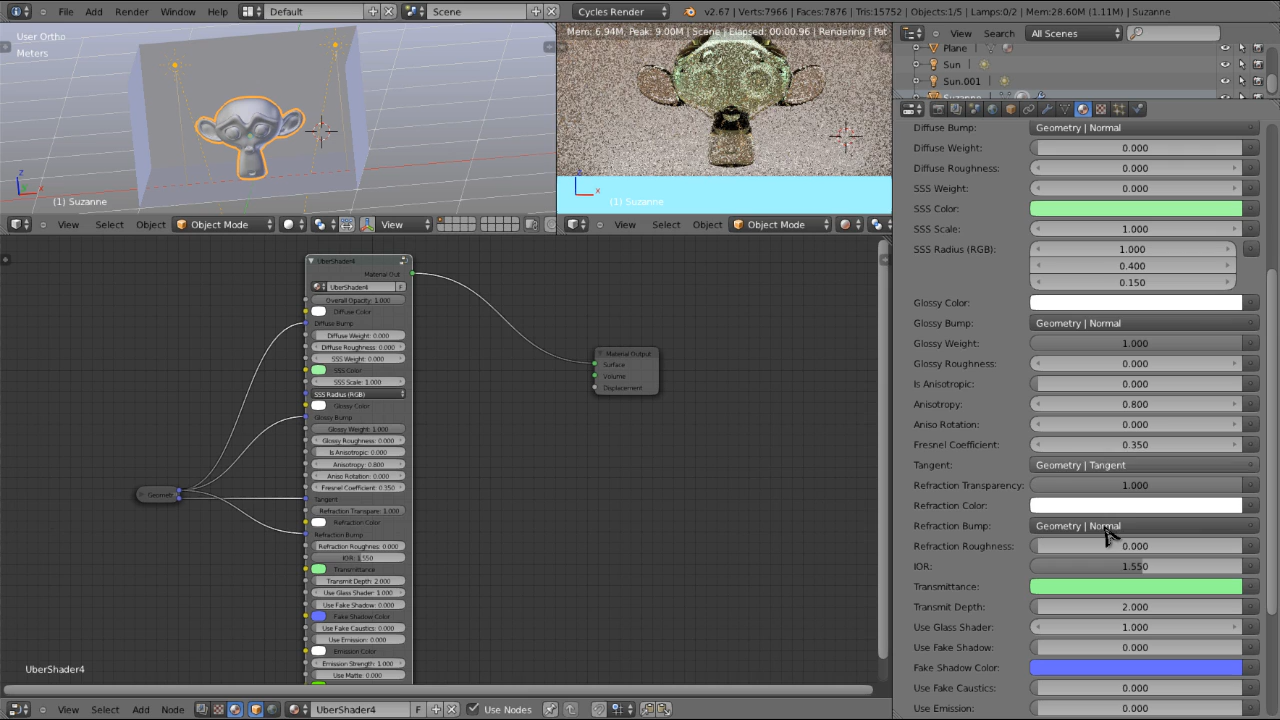 File Add Render Window Help Default Scene Cycles Render v2.67 | Verts:7966 | Faces:7876 | Tris:15752 | Objects:1/5 | Lamps:0/2 | Mem:28.60M (1.11M) | Suzanne
User Ortho
Meters
(1) Suzanne
Mem: 6.94M, Peak: 9.00M | Scene | Elapsed: 00:00.96 | Rendering | Pat
(1) Suzanne
View Select Object Object Mode View
View Select Object Object Mode
View Search All Scenes
Plane
Sun
Sun.001
Suzanne
UberShader4
Material Out
UberShader4 F
Overall Opacity: 1.000
Diffuse Color
Diffuse Bump
Diffuse Weight: 0.000
Diffuse Roughness: 0.000
SSS Weight: 0.000
SSS Color
SSS Scale: 1.000
SSS Radius (RGB)
Glossy Color
Glossy Bump
Glossy Weight: 1.000
Glossy Roughness: 0.000
Is Anisotropic: 0.000
Anisotropy: 0.800
Aniso Rotation: 0.000
Fresnel Coefficient: 0.350
Tangent
Refraction Transpare: 1.000
Refraction Color
Refraction Bump
Refraction Roughnes: 0.000
IOR: 1.550
Transmittance
Transmit Depth: 2.000
Use Glass Shader: 1.000
Use Fake Shadow: 0.000
Fake Shadow Color
Use Fake Caustics: 0.000
Use Emission: 0.000
Emission Color
Emission Strength: 1.000
Use Matte: 0.000
Geometr
Material Output
Surface
Volume
Displacement
UberShader4
View Select Add Node UberShader4 F Use Nodes
Diffuse Bump: Geometry | Normal
Diffuse Weight: 0.000
Diffuse Roughness: 0.000
SSS Weight: 0.000
SSS Color:
SSS Scale: 1.000
SSS Radius (RGB): 1.000
0.400
0.150
Glossy Color:
Glossy Bump: Geometry | Normal
Glossy Weight: 1.000
Glossy Roughness: 0.000
Is Anisotropic: 0.000
Anisotropy: 0.800
Aniso Rotation: 0.000
Fresnel Coefficient: 0.350
Tangent: Geometry | Tangent
Refraction Transparency: 1.000
Refraction Color:
Refraction Bump: Geometry | Normal
Refraction Roughness: 0.000
IOR: 1.550
Transmittance:
Transmit Depth: 2.000
Use Glass Shader: 1.000
Use Fake Shadow: 0.000
Fake Shadow Color:
Use Fake Caustics: 0.000
Use Emission: 0.000